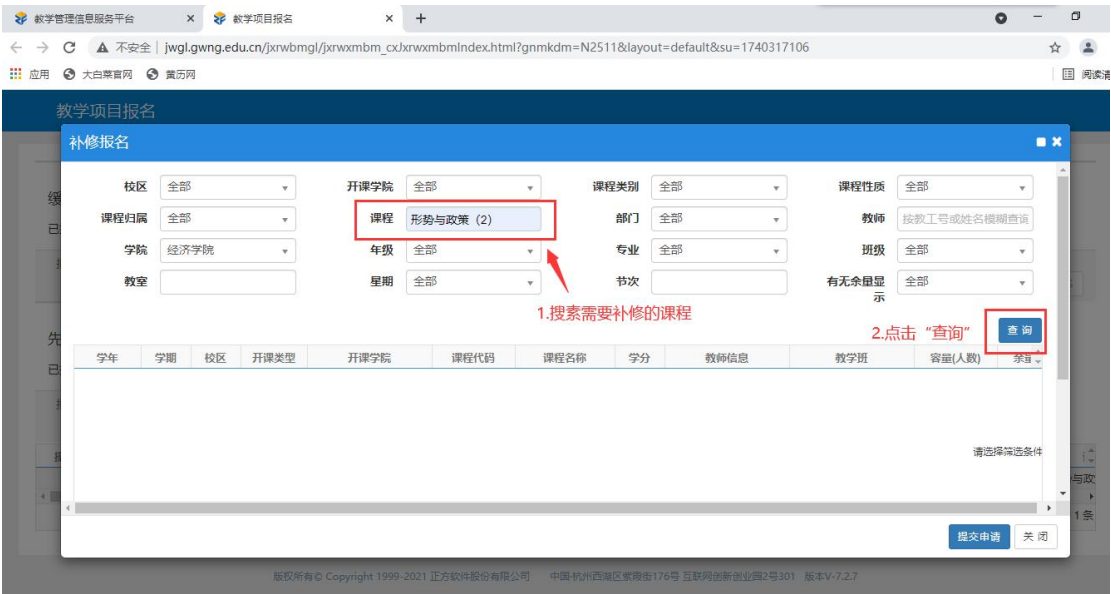 教学管理信息服务平台
教学项目报名
不安全 | jwgl.gwng.edu.cn/jxrwbmgl/jxrwxmbm_cxJxrwxmbmIndex.html?gnmkdm=N2511&layout=default&su=1740317106
应用 大白菜官网 黄历网 阅读清
教学项目报名
补修报名
校区 全部 开课学院 全部 课程类别 全部 课程性质 全部
课程归属 全部 课程 形势与政策（2） 部门 全部 教师 按教工号或姓名模糊查询
学院 经济学院 年级 全部 专业 全部 班级 全部
教室 星期 全部 节次 有无余量显示 全部
1.搜素需要补修的课程
2.点击“查询”
查 询
学年 学期 校区 开课类型 开课学院 课程代码 课程名称 学分 教师信息 教学班 容量(人数) 余量
请选择筛选条件
缓
已
先
已
与政
1 条
提交申请 关 闭
版权所有© Copyright 1999-2021 正方软件股份有限公司 中国·杭州西湖区紫霞街176号 互联网创新创业园2号301 版本V-7.2.7